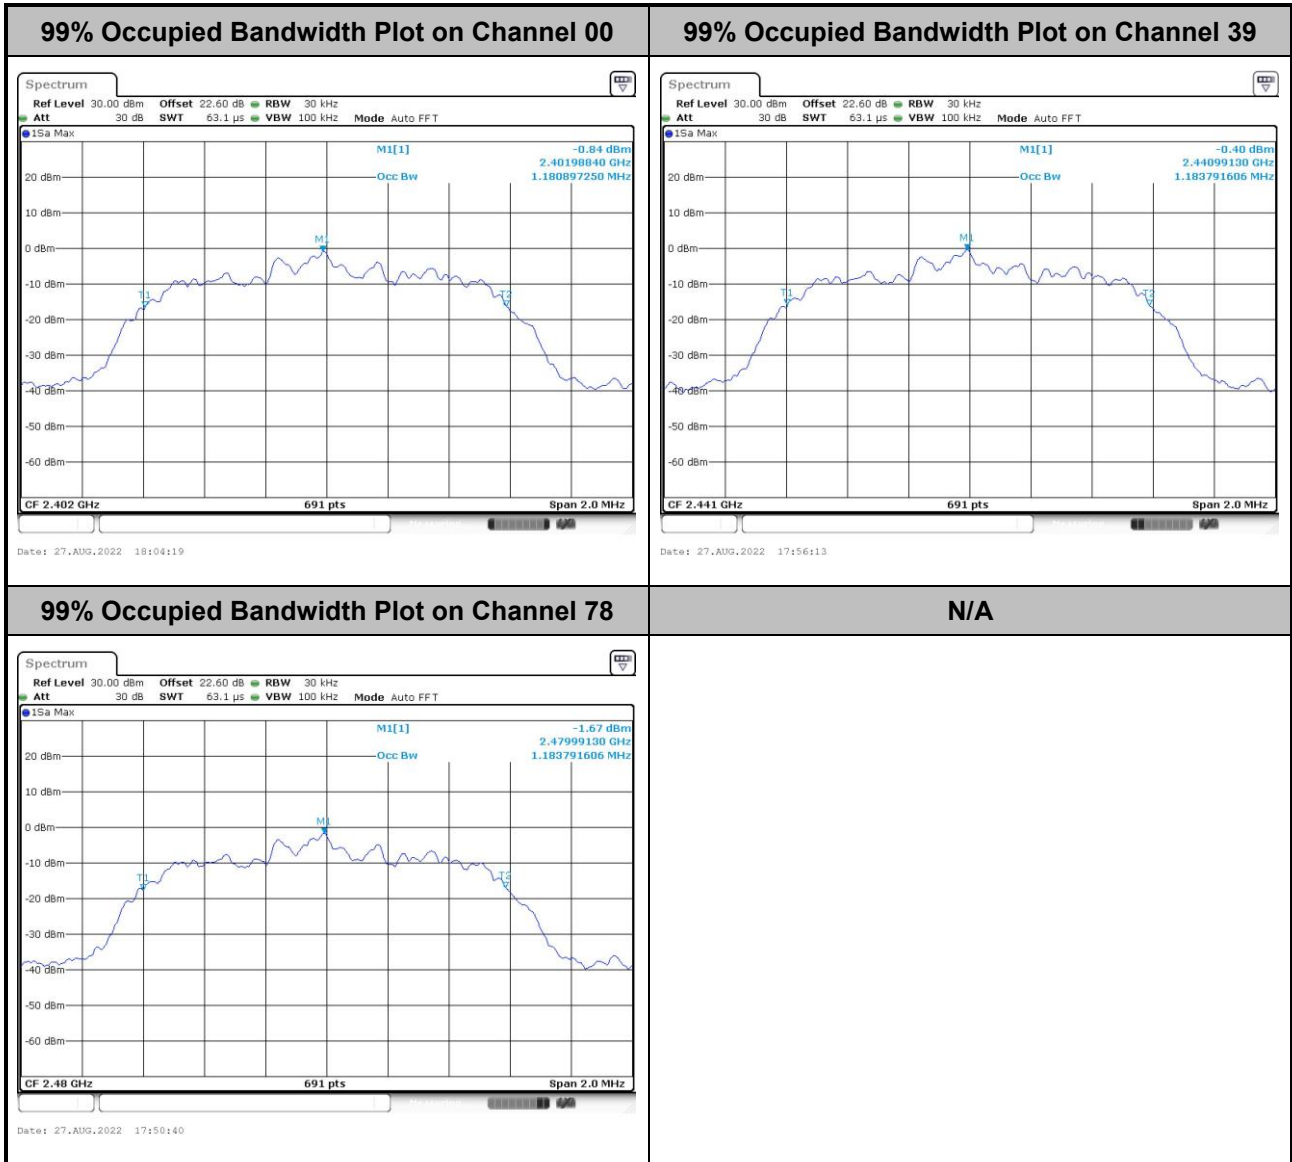 99% Occupied Bandwidth Plot on Channel 00
99% Occupied Bandwidth Plot on Channel 39
Spectrum
Ref Level 30.00 dBm Offset 22.60 dB RBW 30 kHz
Att 30 dB SWT 63.1 µs VBW 100 kHz Mode Auto FFT
1Sa Max
M1[1] -0.84 dBm
2.40198840 GHz
Occ Bw 1.180897250 MHz
20 dBm
10 dBm
M1
0 dBm
-10 dBm
T1
T2
-20 dBm
-30 dBm
-40 dBm
-50 dBm
-60 dBm
CF 2.402 GHz 691 pts Span 2.0 MHz
Date: 27.AUG.2022 18:04:19
Spectrum
Ref Level 30.00 dBm Offset 22.60 dB RBW 30 kHz
Att 30 dB SWT 63.1 µs VBW 100 kHz Mode Auto FFT
1Sa Max
M1[1] -0.40 dBm
2.44099130 GHz
Occ Bw 1.183791606 MHz
20 dBm
10 dBm
M1
0 dBm
-10 dBm
T1
T2
-20 dBm
-30 dBm
-40 dBm
-50 dBm
-60 dBm
CF 2.441 GHz 691 pts Span 2.0 MHz
Date: 27.AUG.2022 17:56:13
99% Occupied Bandwidth Plot on Channel 78
N/A
Spectrum
Ref Level 30.00 dBm Offset 22.60 dB RBW 30 kHz
Att 30 dB SWT 63.1 µs VBW 100 kHz Mode Auto FFT
1Sa Max
M1[1] -1.67 dBm
2.47999130 GHz
Occ Bw 1.183791606 MHz
20 dBm
10 dBm
M1
0 dBm
-10 dBm
T1
T2
-20 dBm
-30 dBm
-40 dBm
-50 dBm
-60 dBm
CF 2.48 GHz 691 pts Span 2.0 MHz
Date: 27.AUG.2022 17:50:40